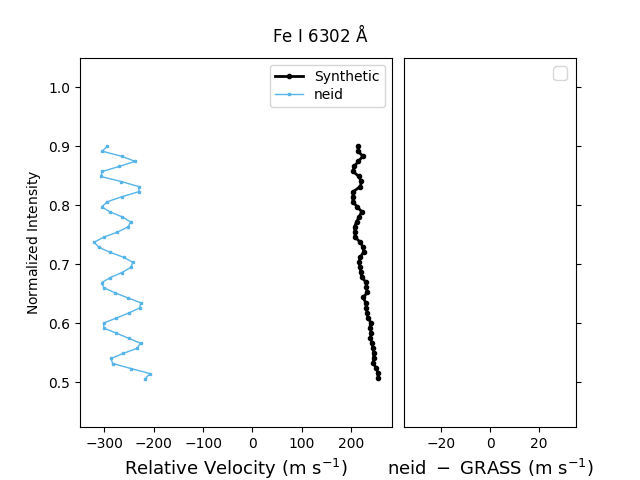 Fe I 6302 Å
Synthetic
neid
1.0
0.9
0.8
0.7
0.6
0.5
Normalized Intensity
−300 −200 −100 0 100 200
Relative Velocity (m s⁻¹)
−20 0 20
neid − GRASS (m s⁻¹)